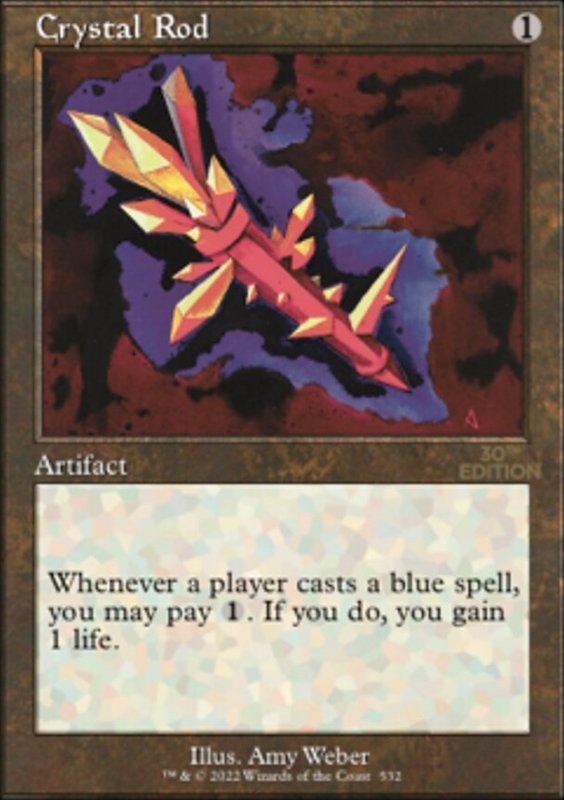 Crystal Rod 1
Artifact
30TH EDITION
Whenever a player casts a blue spell,
you may pay 1. If you do, you gain
1 life.
Illus. Amy Weber
™ & © 2022 Wizards of the Coast 532